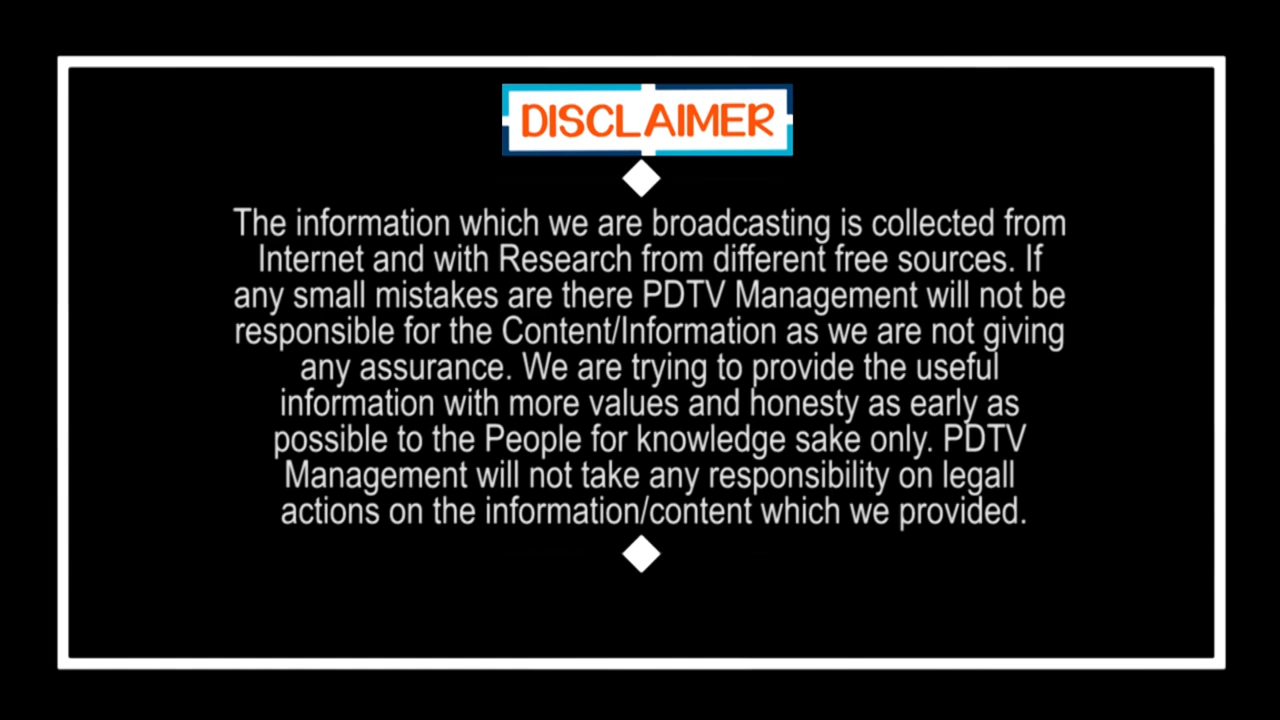 DISCLAIMER
The information which we are broadcasting is collected from
Internet and with Research from different free sources. If
any small mistakes are there PDTV Management will not be
responsible for the Content/Information as we are not giving
any assurance. We are trying to provide the useful
information with more values and honesty as early as
possible to the People for knowledge sake only. PDTV
Management will not take any responsibility on legall
actions on the information/content which we provided.